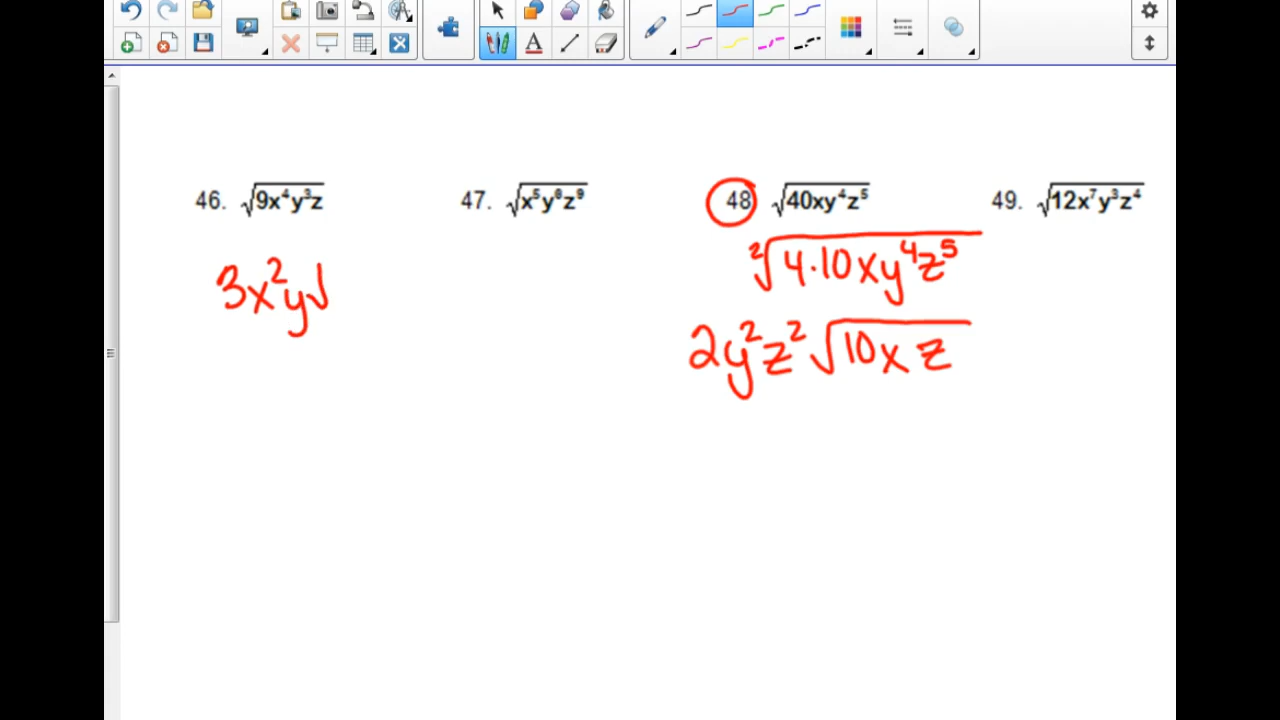 46. √9x⁴y³z 47. √x⁵y⁸z⁹ 48 √40xy⁴z⁵ 49. √12x⁷y³z⁴
²√4·10xy⁴z⁵
3x²y√
2y²z²√10xz